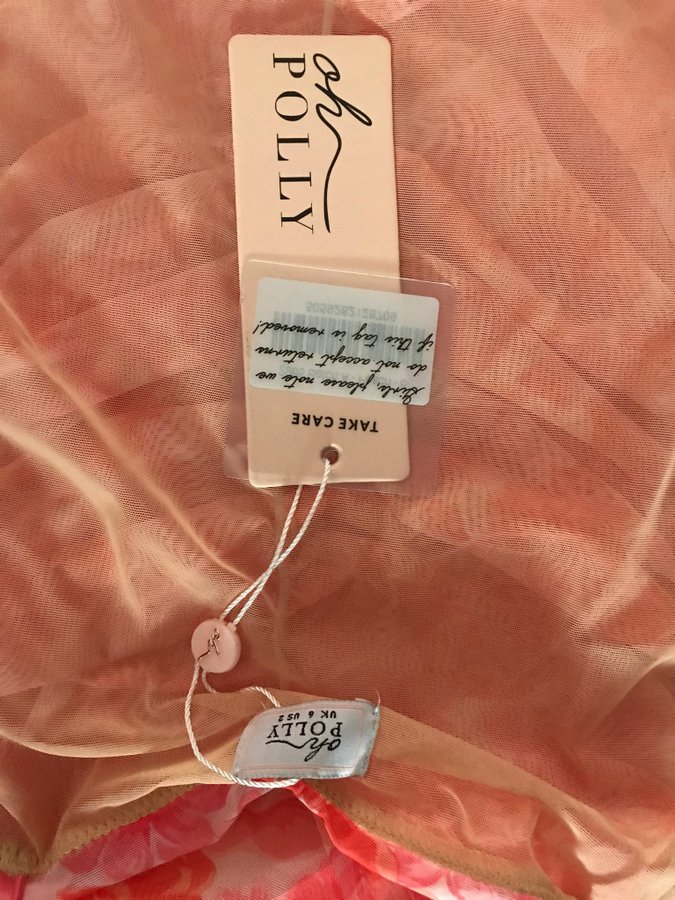 oh
POLLY
TAKE CARE
Girls, please note we
do not accept returns
if this tag is removed!
5059282128709
oh
POLLY
UK 6 US 2